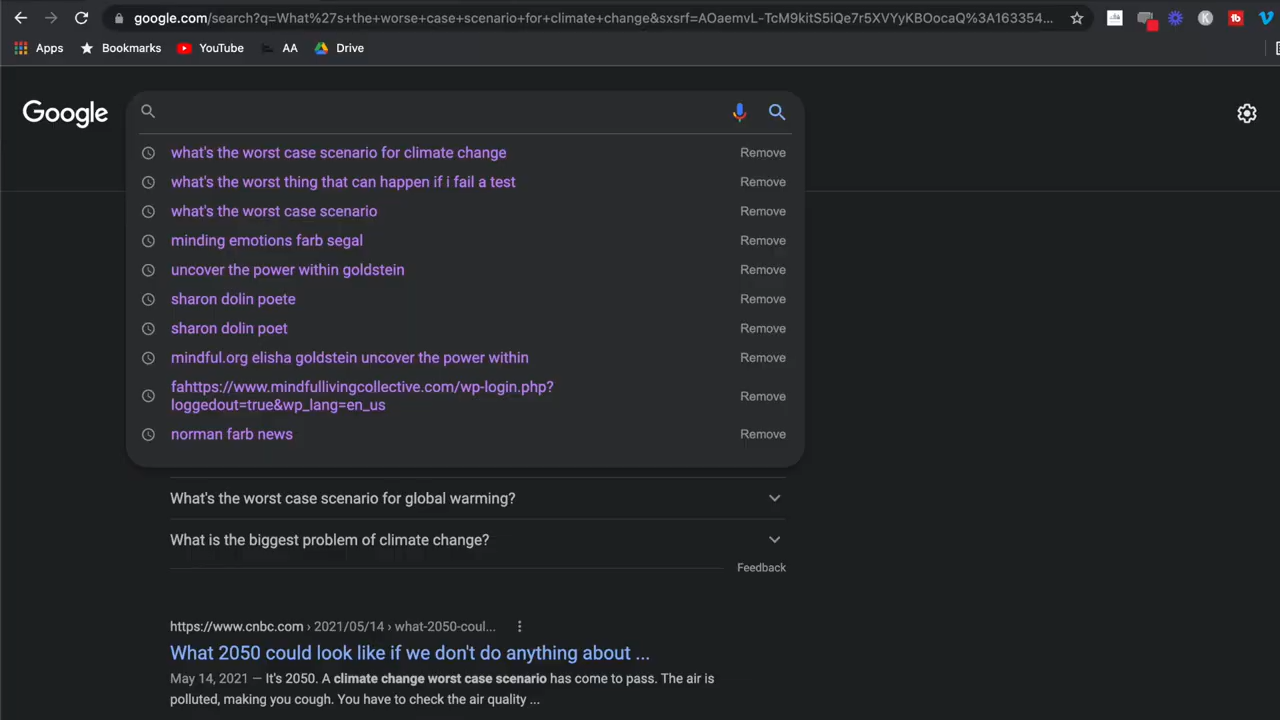 google.com/search?q=What%27s+the+worse+case+scenario+for+climate+change&sxsrf=AOaemvL-TcM9kitS5iQe7r5XVYyKBOocaQ%3A163354...
Apps Bookmarks YouTube AA Drive
Google
what's the worst case scenario for climate change Remove
what's the worst thing that can happen if i fail a test Remove
what's the worst case scenario Remove
minding emotions farb segal Remove
uncover the power within goldstein Remove
sharon dolin poete Remove
sharon dolin poet Remove
mindful.org elisha goldstein uncover the power within Remove
fahttps://www.mindfullivingcollective.com/wp-login.php?
loggedout=true&wp_lang=en_us Remove
norman farb news Remove
What's the worst case scenario for global warming?
What is the biggest problem of climate change?
Feedback
https://www.cnbc.com › 2021/05/14 › what-2050-coul...
What 2050 could look like if we don't do anything about ...
May 14, 2021 — It's 2050. A climate change worst case scenario has come to pass. The air is
polluted, making you cough. You have to check the air quality ...